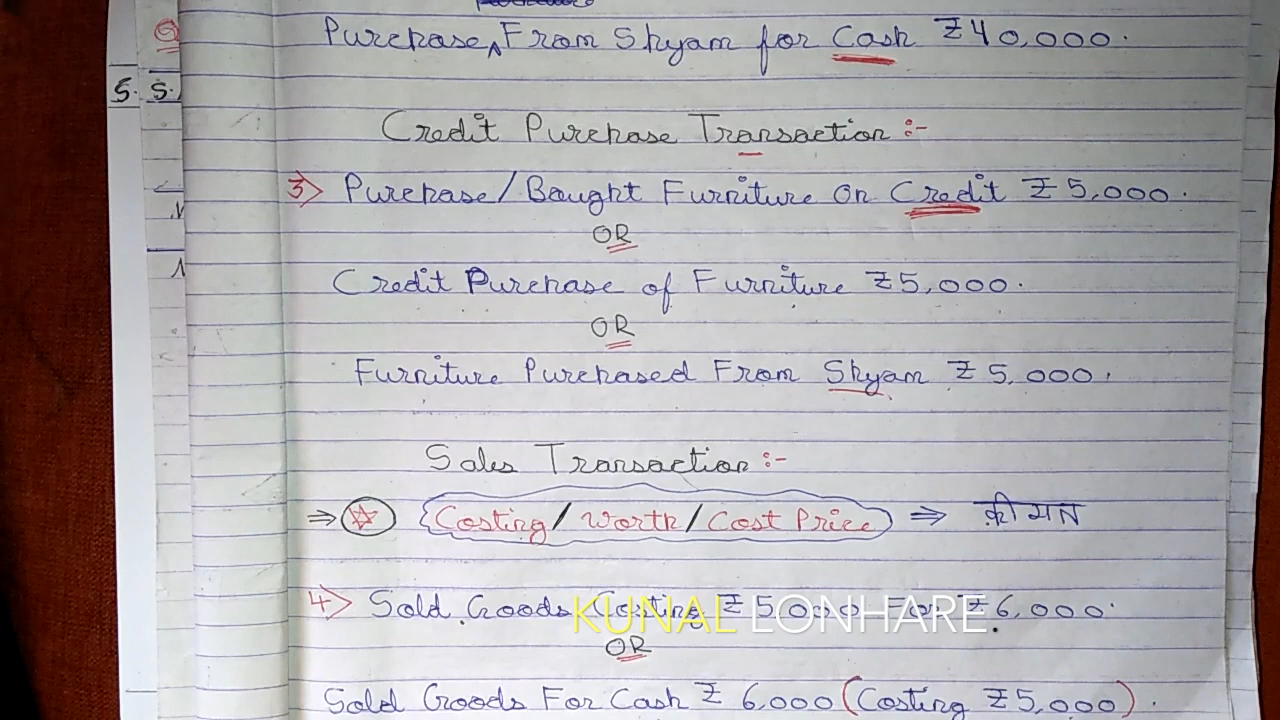 Purchase From Shyam for Cash ₹40,000.
S. S.
Credit Purchase Transaction :-
3> Purchase/Bought Furniture on Credit ₹5,000.
OR
Credit Purchase of Furniture ₹5,000.
OR
Furniture Purchased From Shyam ₹5,000.
Sales Transaction :-
⇒ ☆ Costing/Worth/Cost Price ⇒ क़ीमत
4> Sold Goods Costing ₹5000 For ₹6,000.
KUNAL LONHARE
OR
Sold Goods For Cash ₹6,000 (Costing ₹5,000).